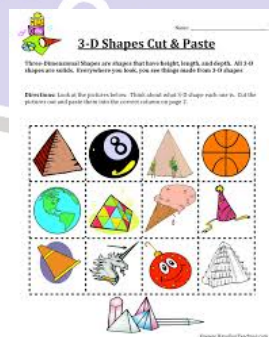 Name:
3-D Shapes Cut & Paste
Three-Dimensional Shapes are shapes that have height, length, and depth. All 3-D
shapes are solids. Everywhere you look, you see things made from 3-D shapes
Directions: Look at the pictures below. Think about what 3-D shape each one is. Cut the
pictures out and paste them into the correct column on page 2.
8